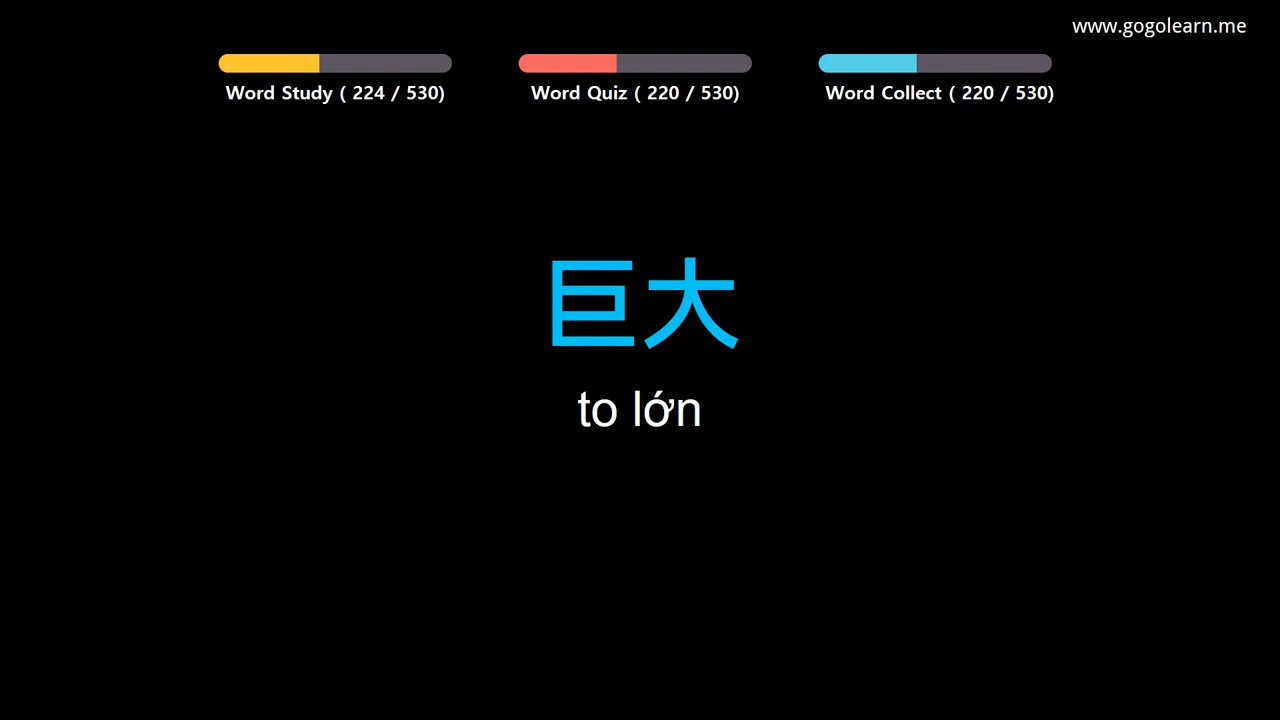 www.gogolearn.me
Word Study ( 224 / 530)
Word Quiz ( 220 / 530)
Word Collect ( 220 / 530)
巨大
to lớn